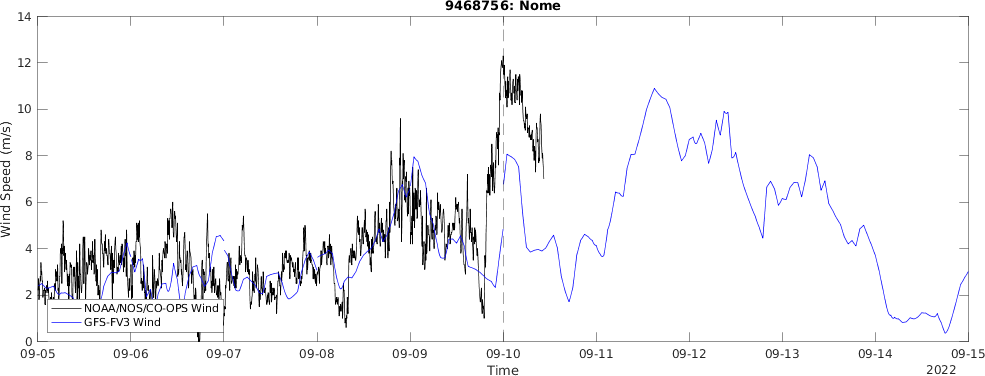 9468756: Nome
14
12
10
8
6
4
2
0
Wind Speed (m/s)
NOAA/NOS/CO-OPS Wind
GFS-FV3 Wind
09-05 09-06 09-07 09-08 09-09 09-10 09-11 09-12 09-13 09-14 09-15
Time
2022